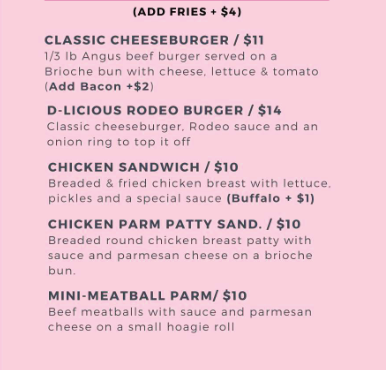 (ADD FRIES + $4)
CLASSIC CHEESEBURGER / $11
1/3 lb Angus beef burger served on a
Brioche bun with cheese, lettuce & tomato
(Add Bacon +$2)
D-LICIOUS RODEO BURGER / $14
Classic cheeseburger, Rodeo sauce and an
onion ring to top it off
CHICKEN SANDWICH / $10
Breaded & fried chicken breast with lettuce,
pickles and a special sauce (Buffalo + $1)
CHICKEN PARM PATTY SAND. / $10
Breaded round chicken breast patty with
sauce and parmesan cheese on a brioche
bun.
MINI-MEATBALL PARM/ $10
Beef meatballs with sauce and parmesan
cheese on a small hoagie roll